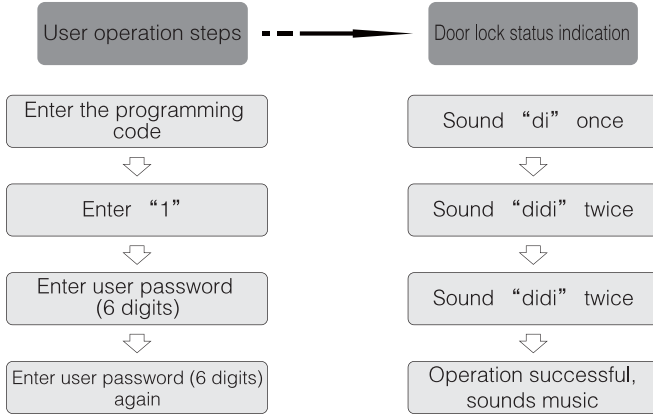 User operation steps
Door lock status indication
Enter the programming
code
Sound “di” once
Enter “1”
Sound “didi” twice
Enter user password
(6 digits)
Sound “didi” twice
Enter user password (6 digits)
again
Operation successful,
sounds music